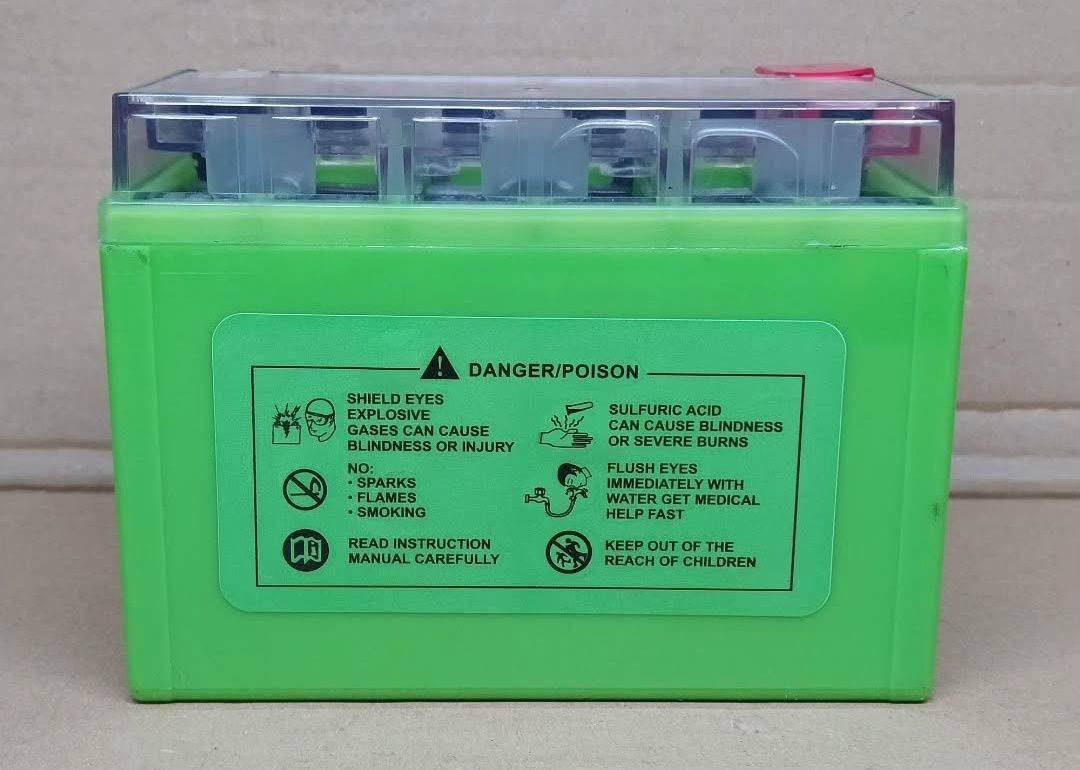 DANGER/POISON
SHIELD EYES
EXPLOSIVE
GASES CAN CAUSE
BLINDNESS OR INJURY
NO:
• SPARKS
• FLAMES
• SMOKING
READ INSTRUCTION
MANUAL CAREFULLY
SULFURIC ACID
CAN CAUSE BLINDNESS
OR SEVERE BURNS
FLUSH EYES
IMMEDIATELY WITH
WATER GET MEDICAL
HELP FAST
KEEP OUT OF THE
REACH OF CHILDREN